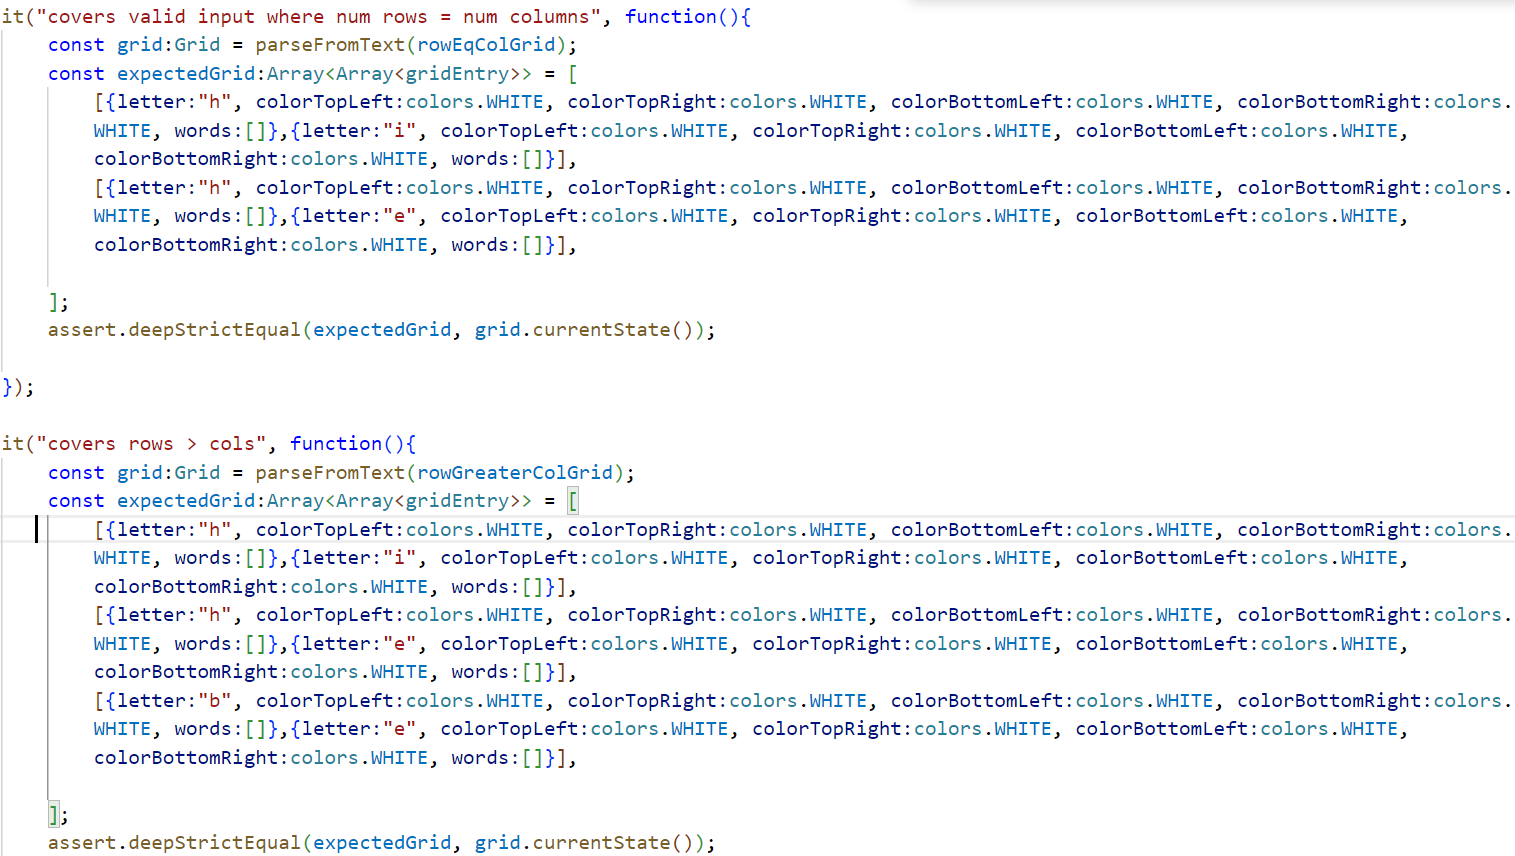 it("covers valid input where num rows = num columns", function(){
const grid:Grid = parseFromText(rowEqColGrid);
const expectedGrid:Array<Array<gridEntry>> = [
[{letter:"h", colorTopLeft:colors.WHITE, colorTopRight:colors.WHITE, colorBottomLeft:colors.WHITE, colorBottomRight:colors.
WHITE, words:[]},{letter:"i", colorTopLeft:colors.WHITE, colorTopRight:colors.WHITE, colorBottomLeft:colors.WHITE,
colorBottomRight:colors.WHITE, words:[]}],
[{letter:"h", colorTopLeft:colors.WHITE, colorTopRight:colors.WHITE, colorBottomLeft:colors.WHITE, colorBottomRight:colors.
WHITE, words:[]},{letter:"e", colorTopLeft:colors.WHITE, colorTopRight:colors.WHITE, colorBottomLeft:colors.WHITE,
colorBottomRight:colors.WHITE, words:[]}],
];
assert.deepStrictEqual(expectedGrid, grid.currentState());
});
it("covers rows > cols", function(){
const grid:Grid = parseFromText(rowGreaterColGrid);
const expectedGrid:Array<Array<gridEntry>> = [
[{letter:"h", colorTopLeft:colors.WHITE, colorTopRight:colors.WHITE, colorBottomLeft:colors.WHITE, colorBottomRight:colors.
WHITE, words:[]},{letter:"i", colorTopLeft:colors.WHITE, colorTopRight:colors.WHITE, colorBottomLeft:colors.WHITE,
colorBottomRight:colors.WHITE, words:[]}],
[{letter:"h", colorTopLeft:colors.WHITE, colorTopRight:colors.WHITE, colorBottomLeft:colors.WHITE, colorBottomRight:colors.
WHITE, words:[]},{letter:"e", colorTopLeft:colors.WHITE, colorTopRight:colors.WHITE, colorBottomLeft:colors.WHITE,
colorBottomRight:colors.WHITE, words:[]}],
[{letter:"b", colorTopLeft:colors.WHITE, colorTopRight:colors.WHITE, colorBottomLeft:colors.WHITE, colorBottomRight:colors.
WHITE, words:[]},{letter:"e", colorTopLeft:colors.WHITE, colorTopRight:colors.WHITE, colorBottomLeft:colors.WHITE,
colorBottomRight:colors.WHITE, words:[]}],
];
assert.deepStrictEqual(expectedGrid, grid.currentState());